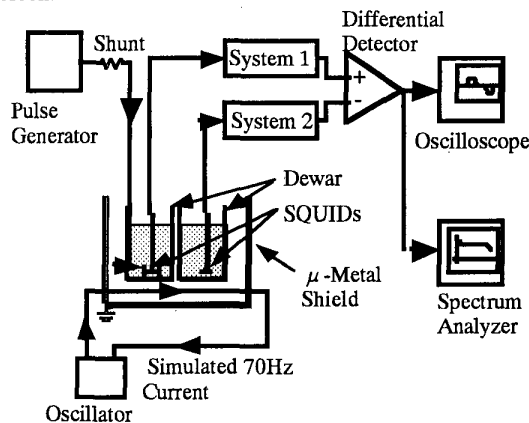 Differential
Detector
Shunt
System 1
System 2
+
-
Pulse
Generator
Oscilloscope
Dewar
SQUIDs
μ-Metal
Shield
Spectrum
Analyzer
Simulated 70Hz
Current
Oscillator